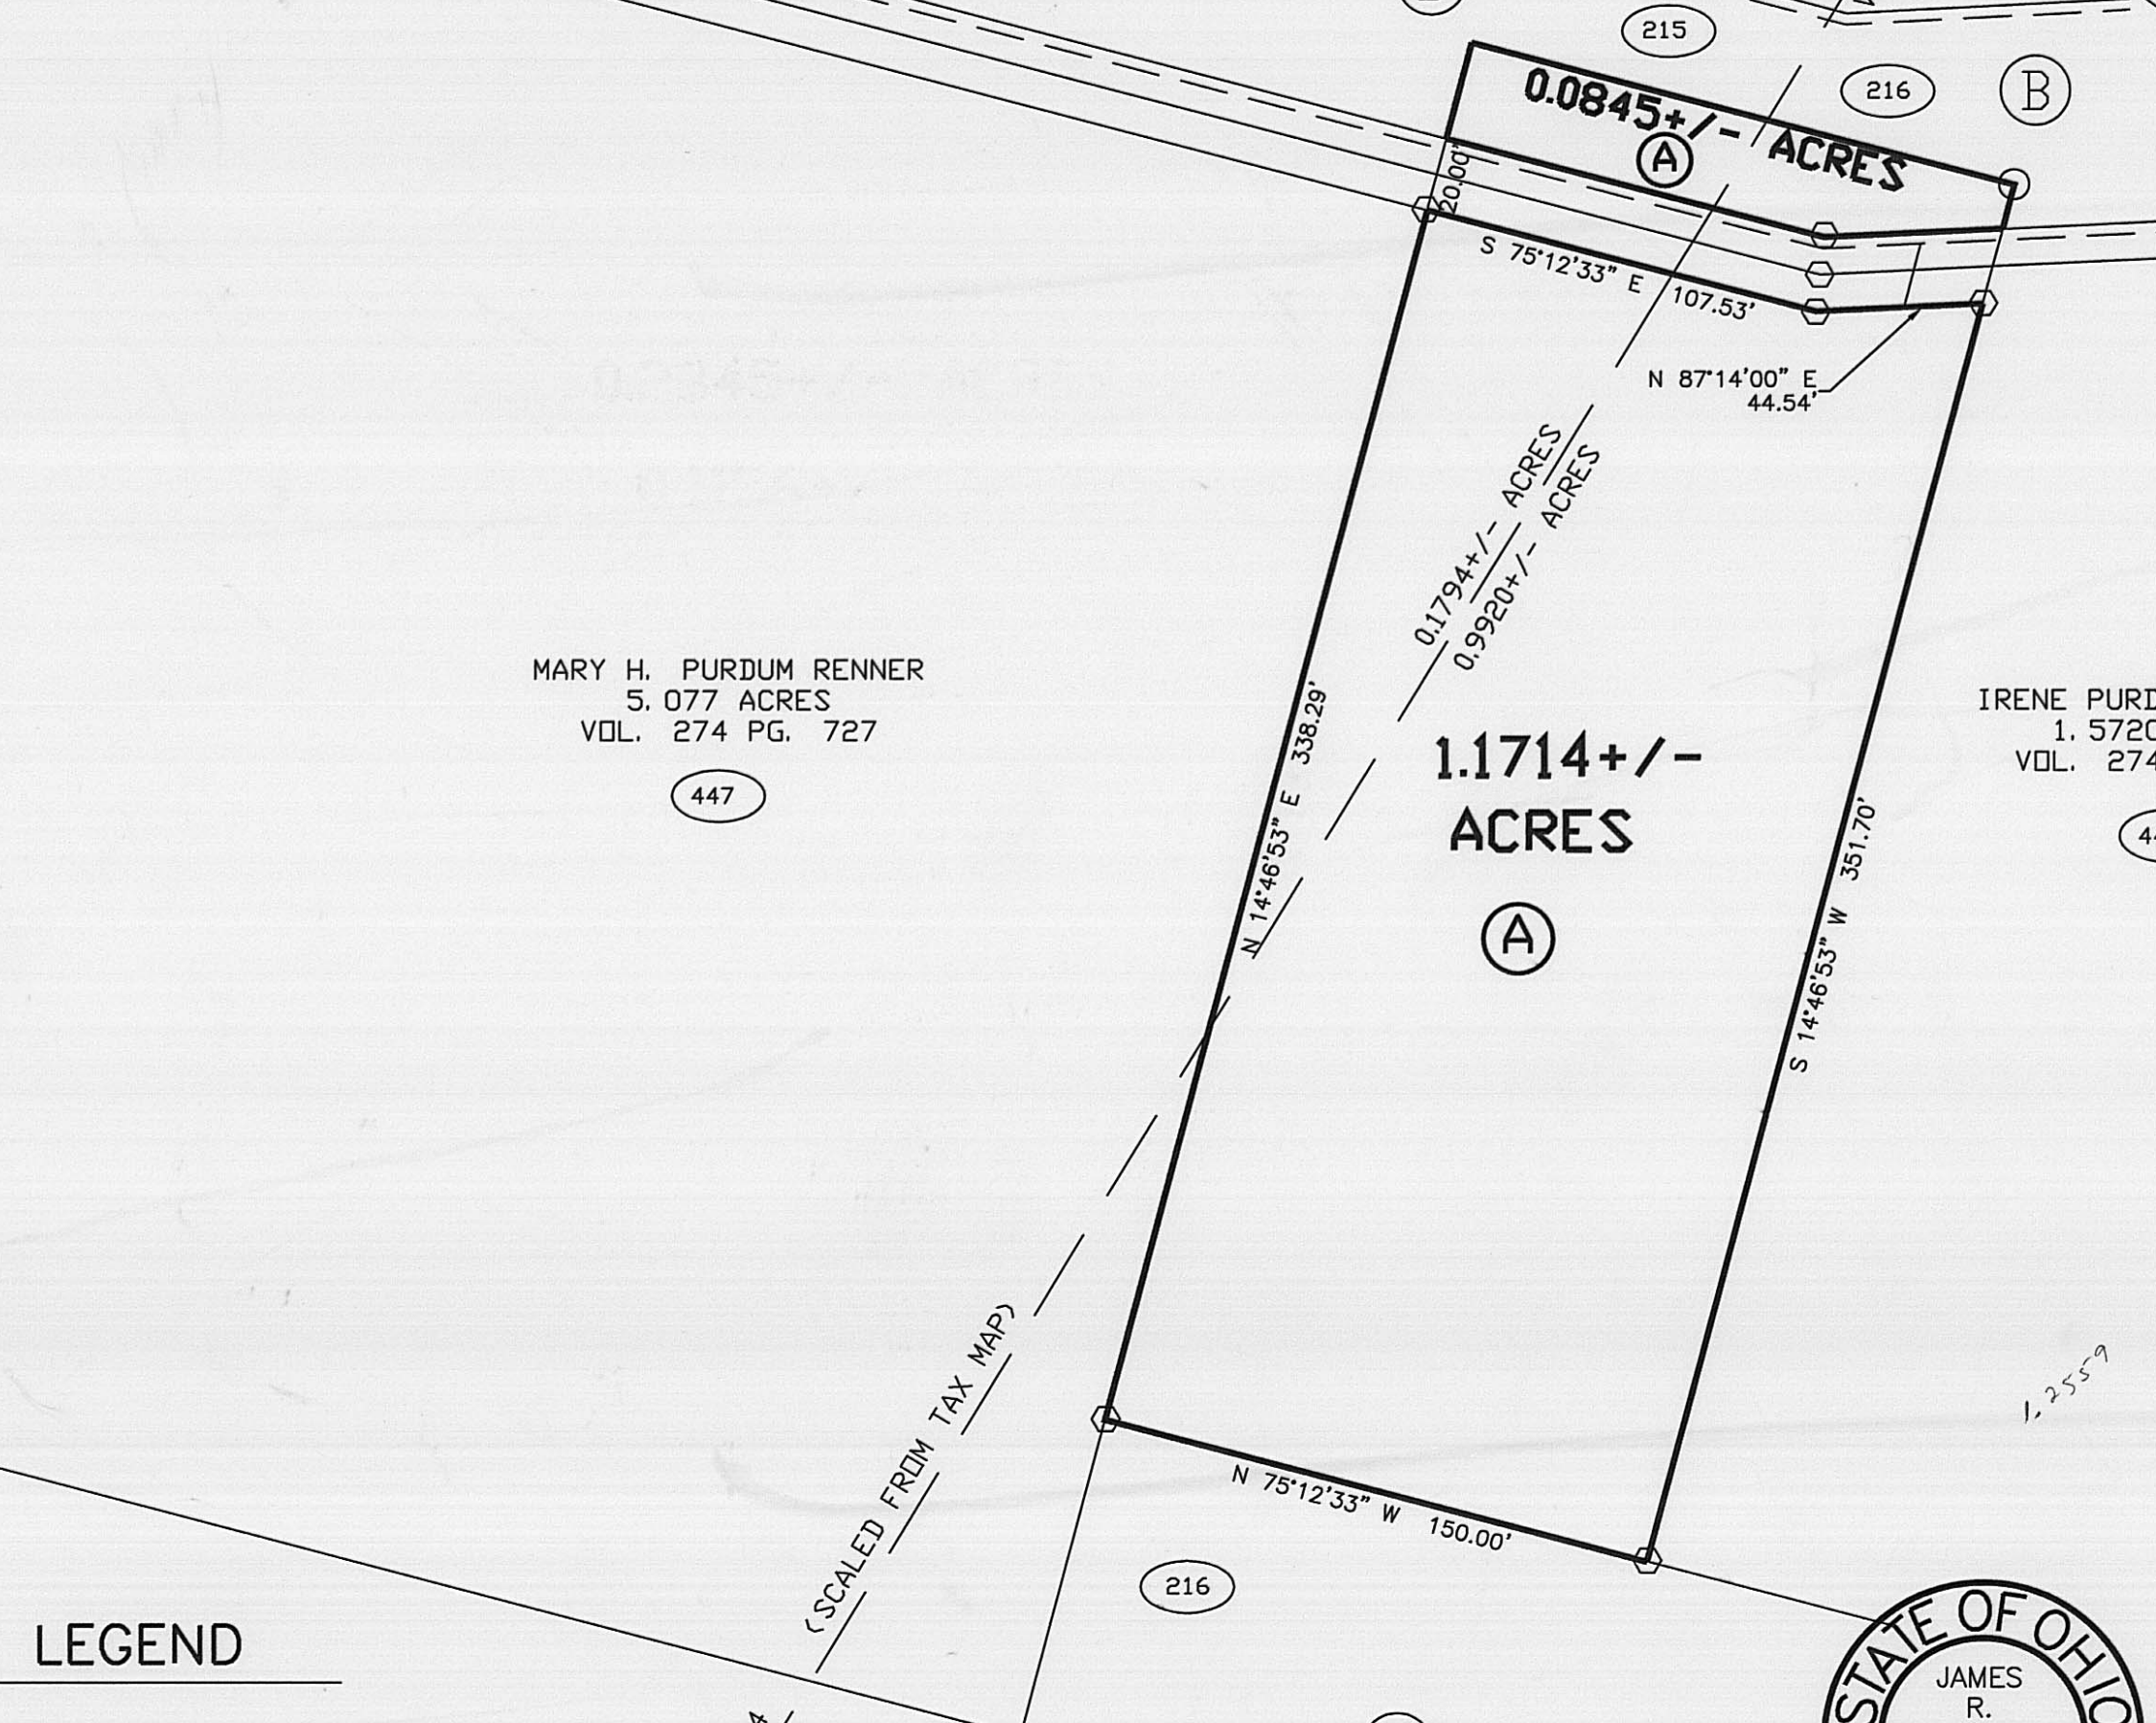 215
216
B
0.0845+/- ACRES
A
20.00'
S 75°12'33" E 107.53'
N 87°14'00" E
44.54'
0.1794+/- ACRES
0.9920+/- ACRES
MARY H. PURDUM RENNER
5.077 ACRES
VOL. 274 PG. 727
447
N 14°46'53" E 338.29'
1.1714+/-
ACRES
A
IRENE PURD
1.5720
VOL. 274
S 14°46'53" W 351.70'
(SCALED FROM TAX MAP)
1.2559
N 75°12'33" W 150.00'
216
LEGEND
STATE OF OHIO
JAMES
R.